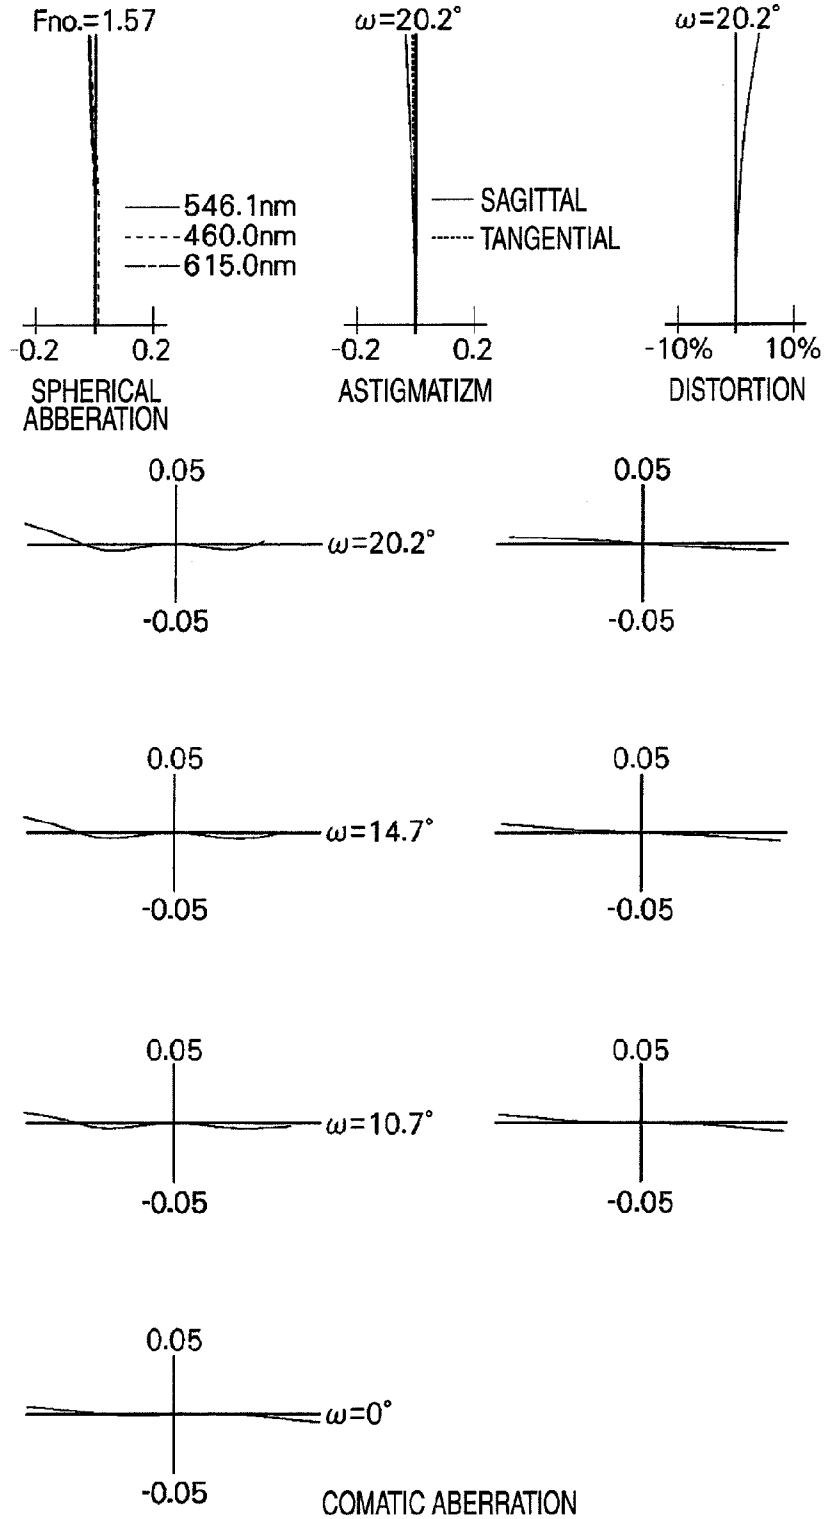 Fno.=1.57
ω=20.2°
ω=20.2°
546.1nm
460.0nm
615.0nm
SAGITTAL
TANGENTIAL
-0.2 0.2
-0.2 0.2
-10% 10%
SPHERICAL
ABBERATION
ASTIGMATIZM
DISTORTION
0.05
0.05
ω=20.2°
-0.05
-0.05
0.05
0.05
ω=14.7°
-0.05
-0.05
0.05
0.05
ω=10.7°
-0.05
-0.05
0.05
ω=0°
-0.05
COMATIC ABERRATION